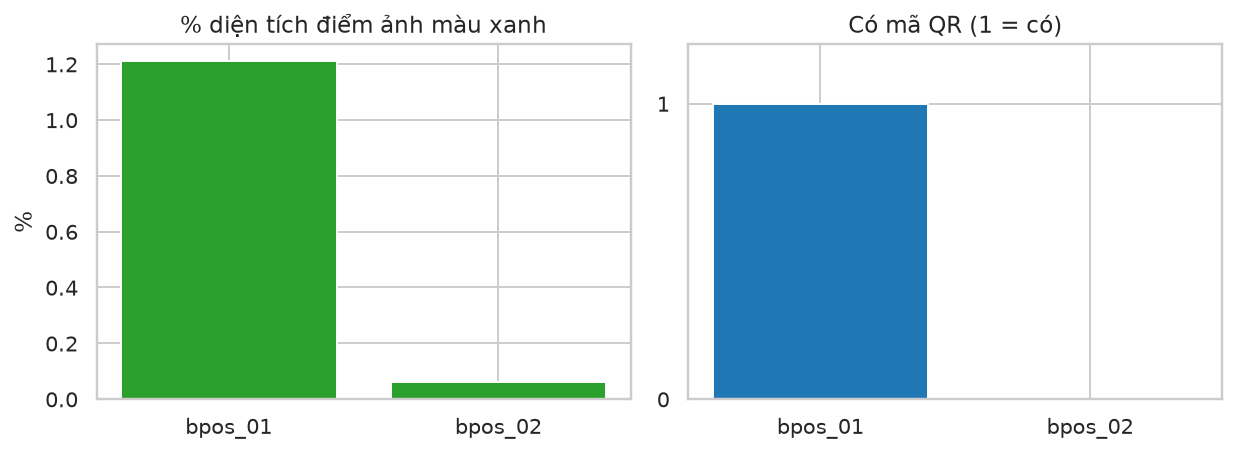 % diện tích điểm ảnh màu xanh
%
1.2
1.0
0.8
0.6
0.4
0.2
0.0
bpos_01
bpos_02
Có mã QR (1 = có)
1
0
bpos_01
bpos_02